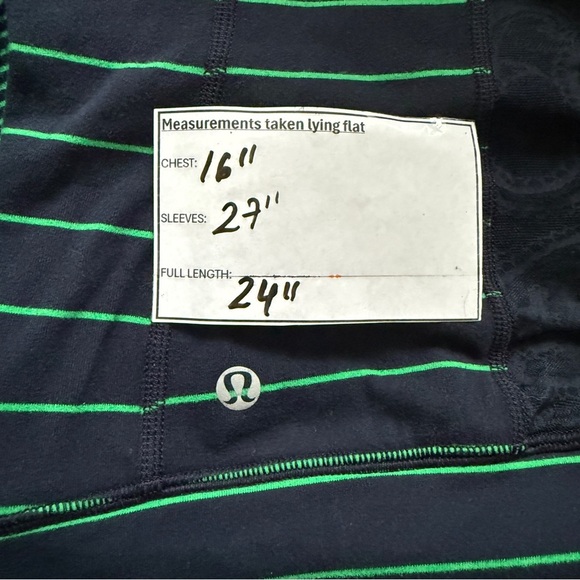 Measurements taken lying flat
CHEST: 16"
SLEEVES: 27"
FULL LENGTH: 24"